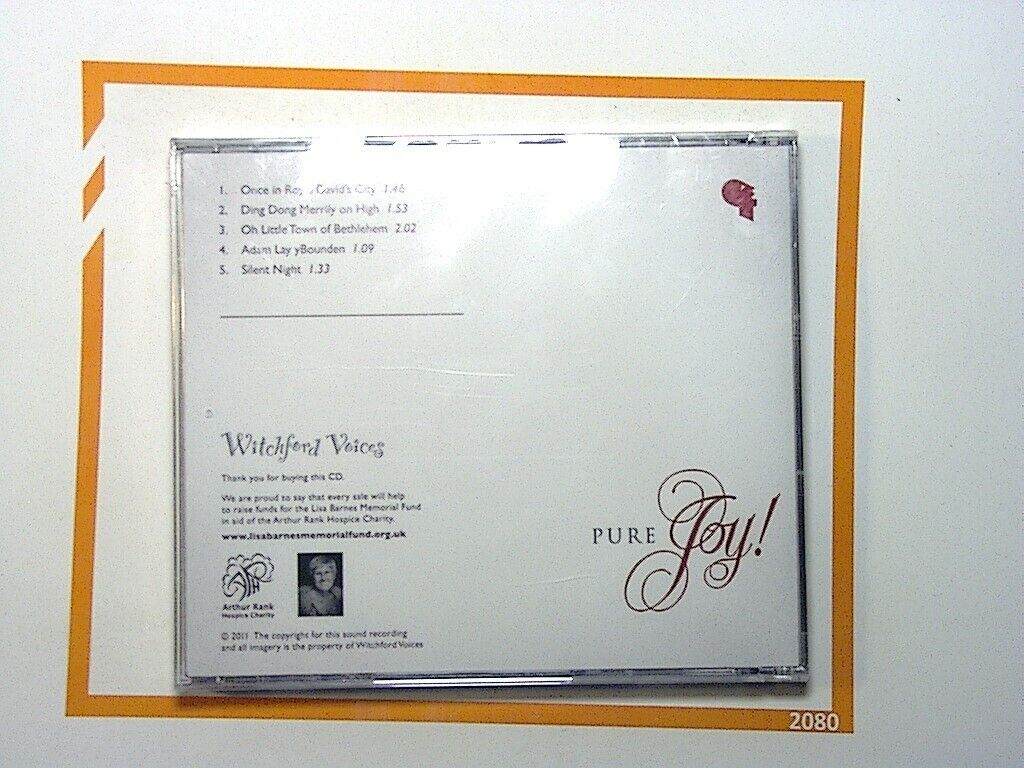 1. Once in David's City 1.46
2. Ding Dong Merrily on High 1.53
3. Oh Little Town of Bethlehem 2.02
4. Adam Lay yBounden 1.09
5. Silent Night 1.33
Witchford Voices
Thank you for buying this CD.
We are proud to say that every sale will help
to raise funds for the Lisa Barnes Memorial Fund
in aid of the Arthur Rank Hospice Charity.
www.lisabarnesmemorialfund.org.uk
Arthur Rank
Hospice Charity
© 2011 The copyright for this sound recording
and all imagery is the property of Witchford Voices
PURE Joy!
2080